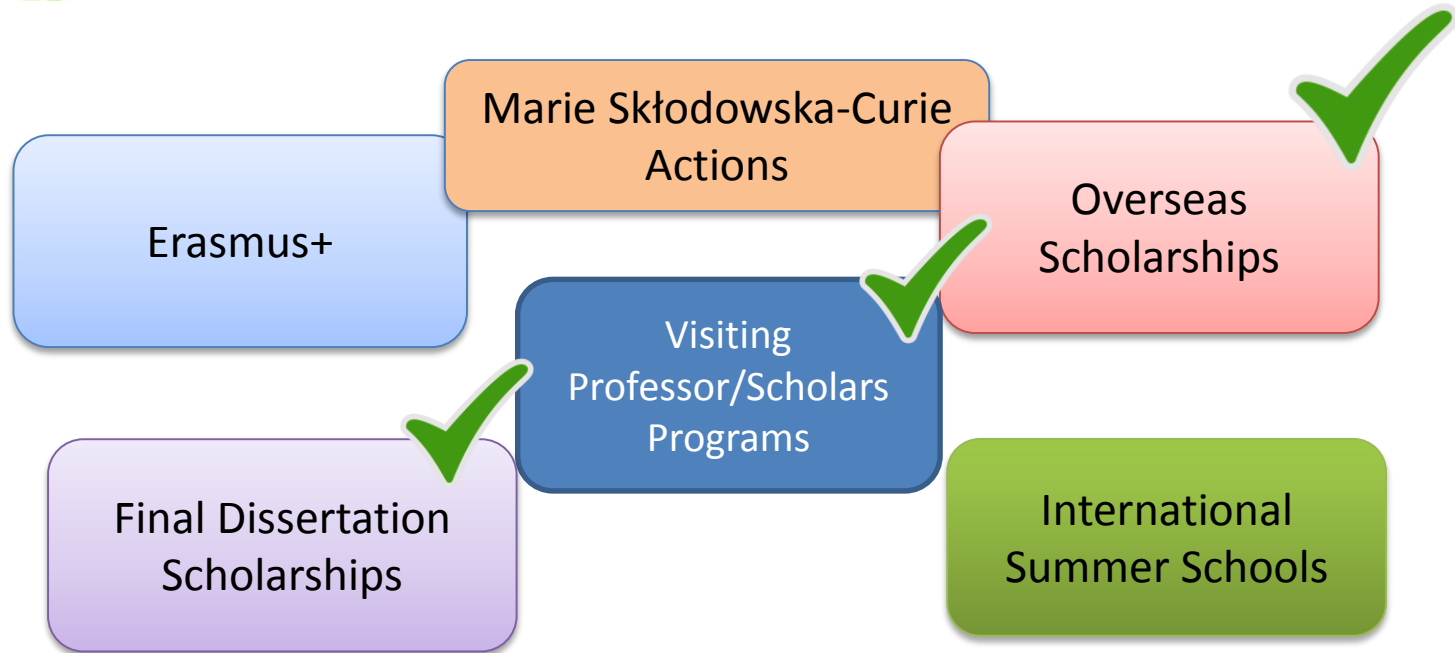 Marie Skłodowska-Curie
Actions
Erasmus+
Overseas
Scholarships
Visiting
Professor/Scholars
Programs
Final Dissertation
Scholarships
International
Summer Schools